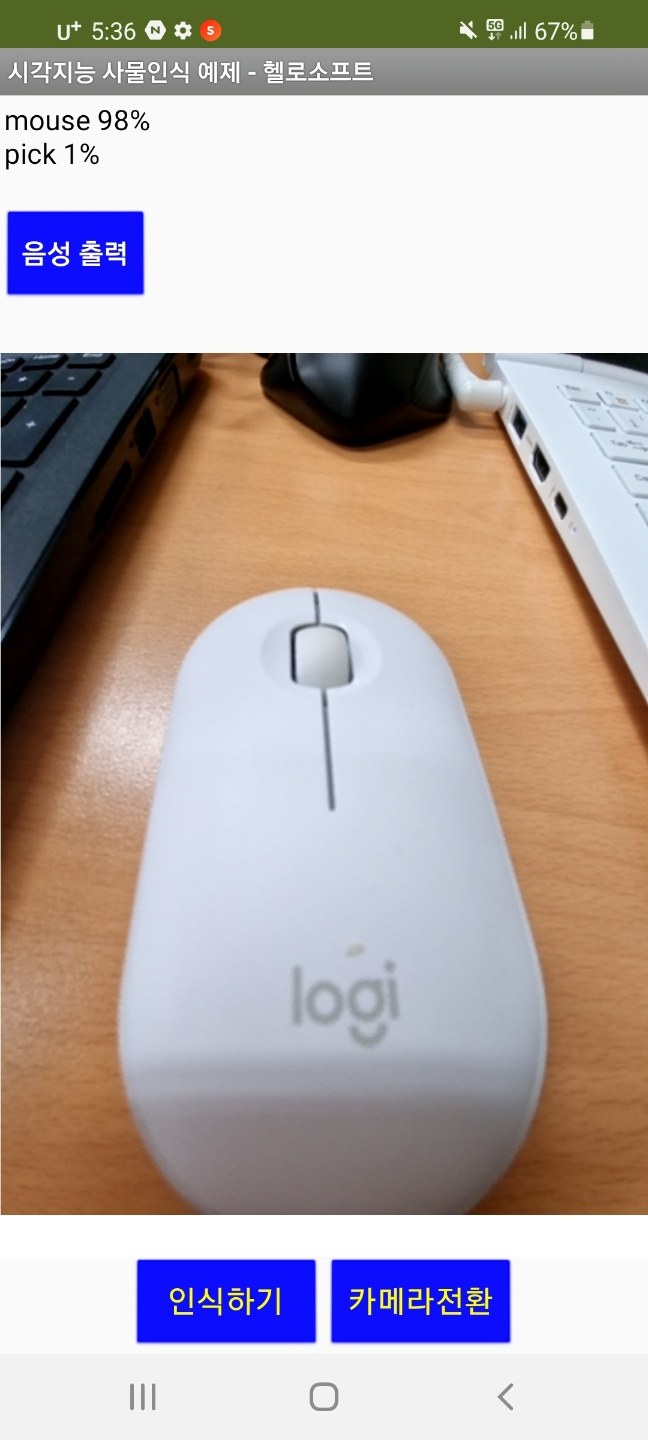 U+ 5:36 N S 5G 67%
시각지능 사물인식 예제 - 헬로소프트
mouse 98%
pick 1%
음성 출력
logi
인식하기 카메라전환